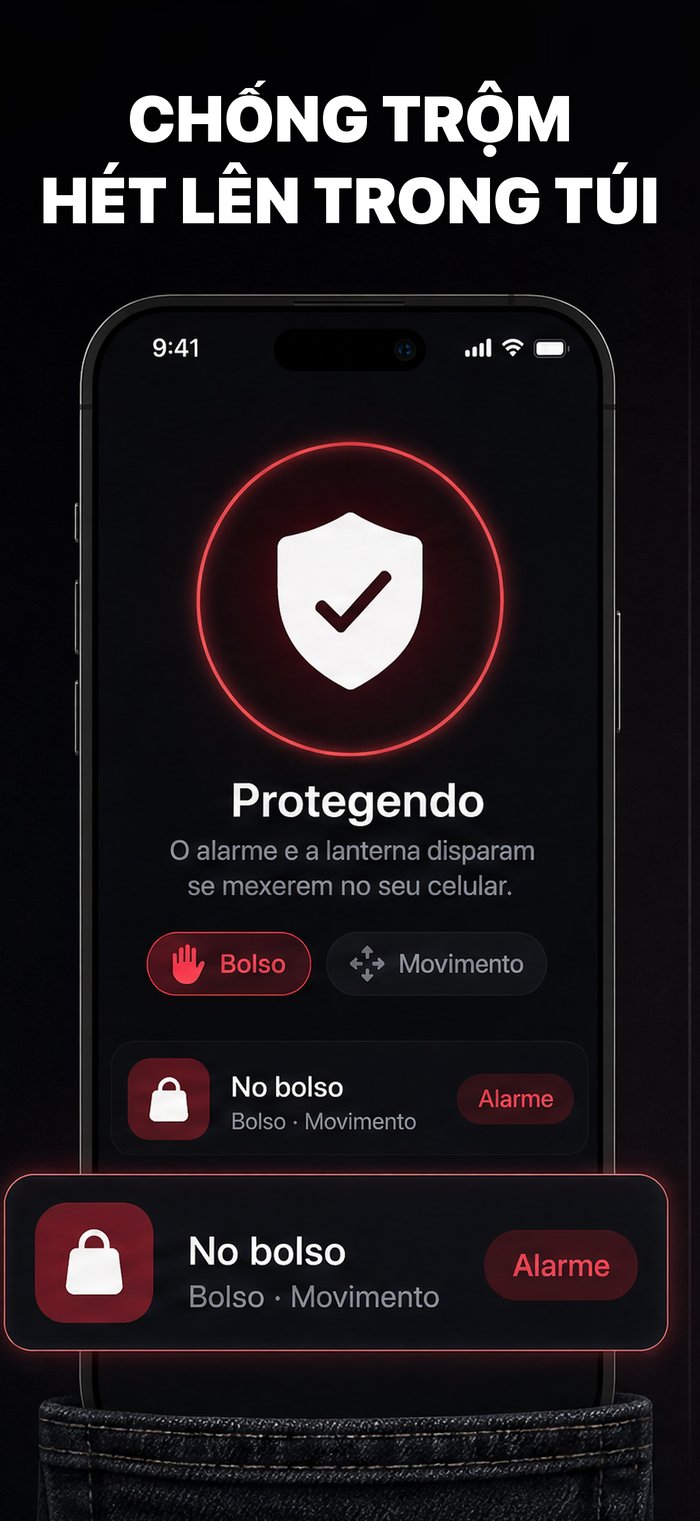 CHỐNG TRỘM
HÉT LÊN TRONG TÚI
9:41
Protegendo
O alarme e a lanterna disparam
se mexerem no seu celular.
Bolso
Movimento
No bolso
Bolso · Movimento
Alarme
No bolso
Bolso · Movimento
Alarme